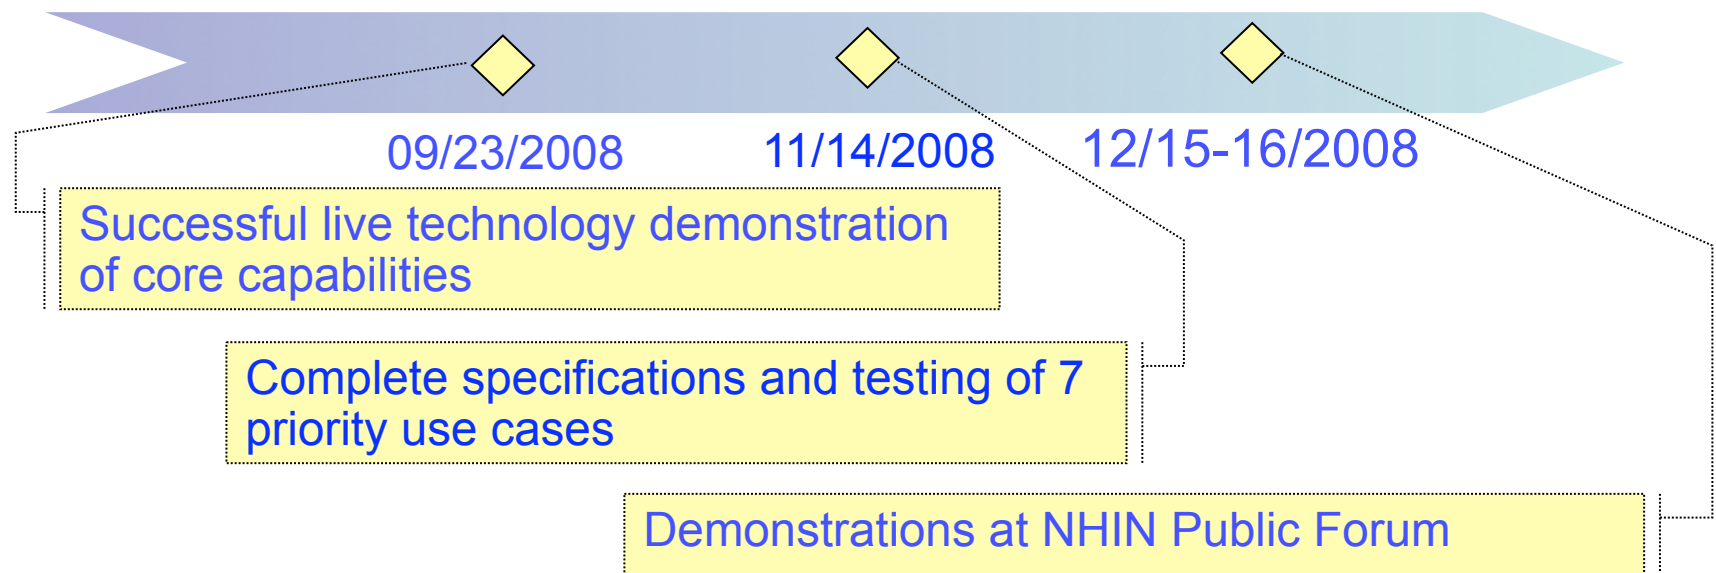 09/23/2008
11/14/2008
12/15-16/2008
Successful live technology demonstration
of core capabilities
Complete specifications and testing of 7
priority use cases
Demonstrations at NHIN Public Forum